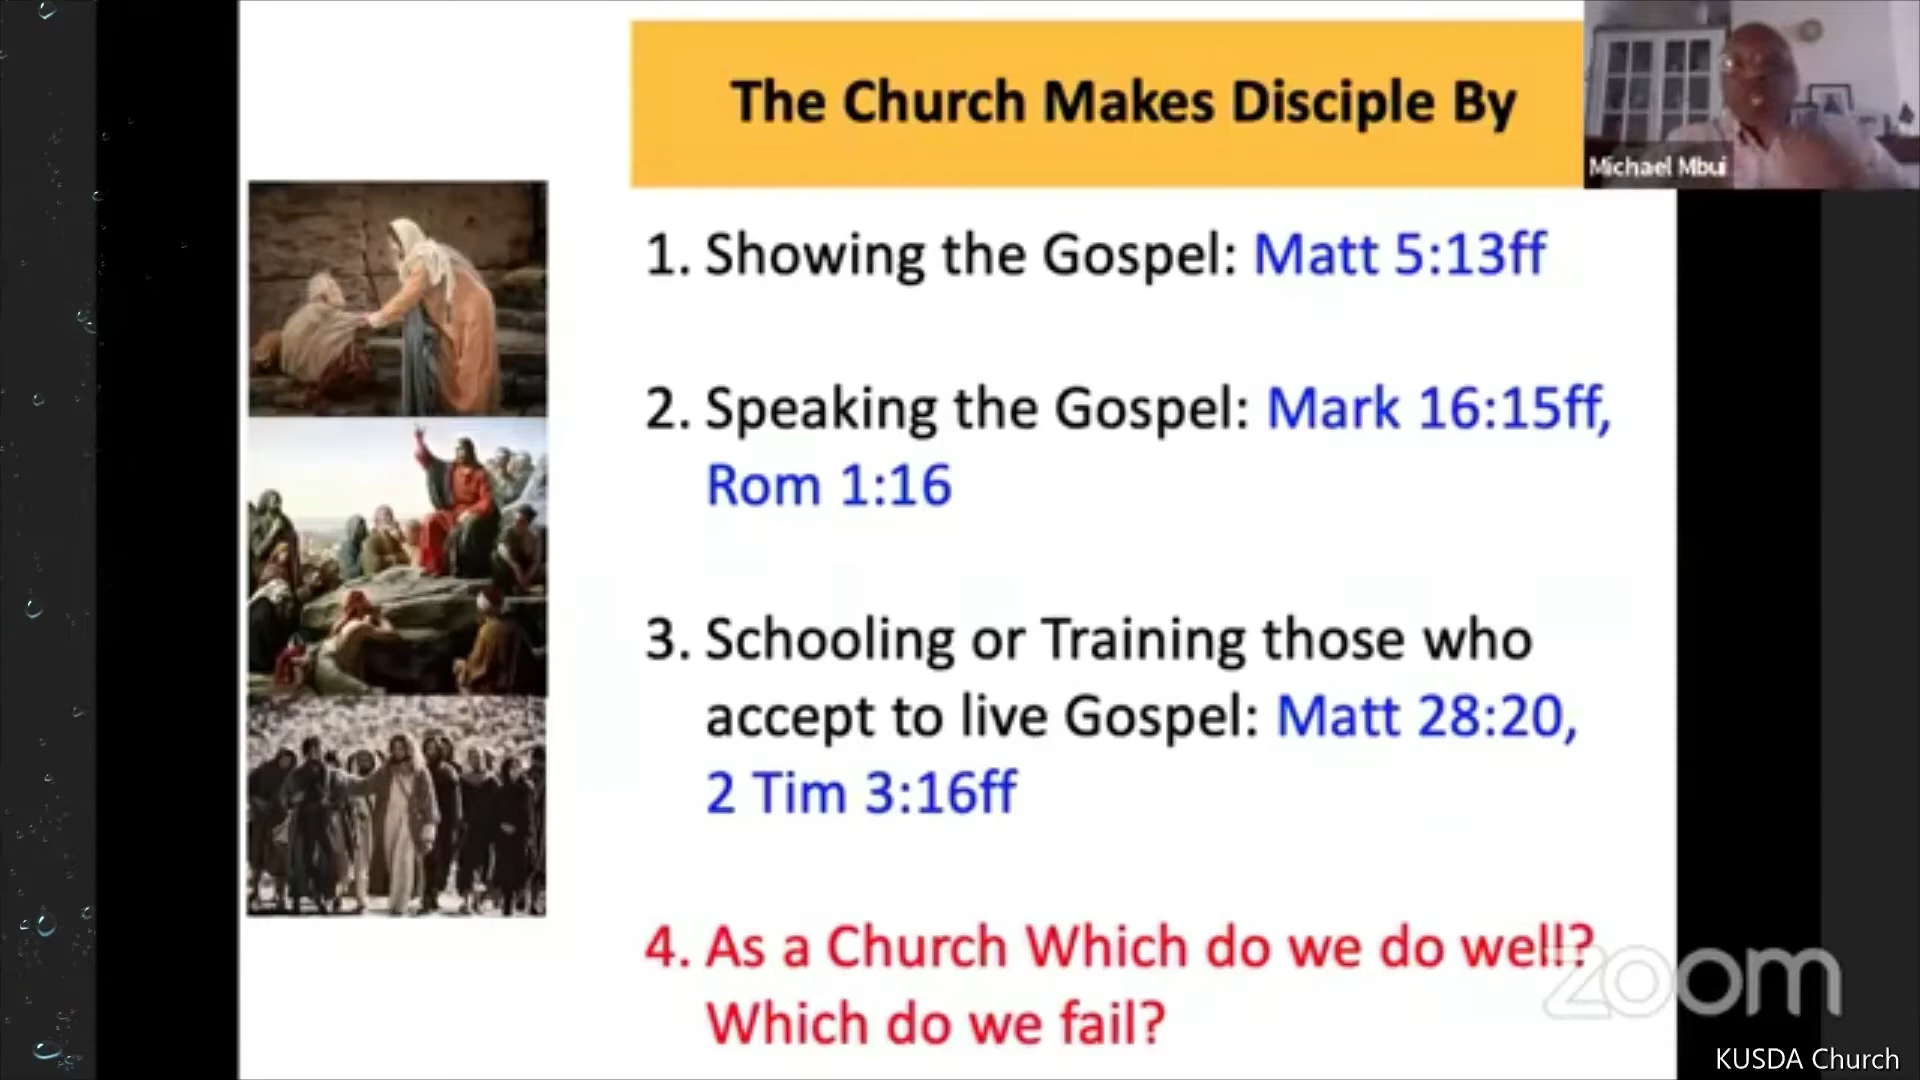 The Church Makes Disciple By
Michael Mbui
1. Showing the Gospel: Matt 5:13ff
2. Speaking the Gospel: Mark 16:15ff,
Rom 1:16
3. Schooling or Training those who
accept to live Gospel: Matt 28:20,
2 Tim 3:16ff
4. As a Church Which do we do well?
Which do we fail?
zoom
KUSDA Church